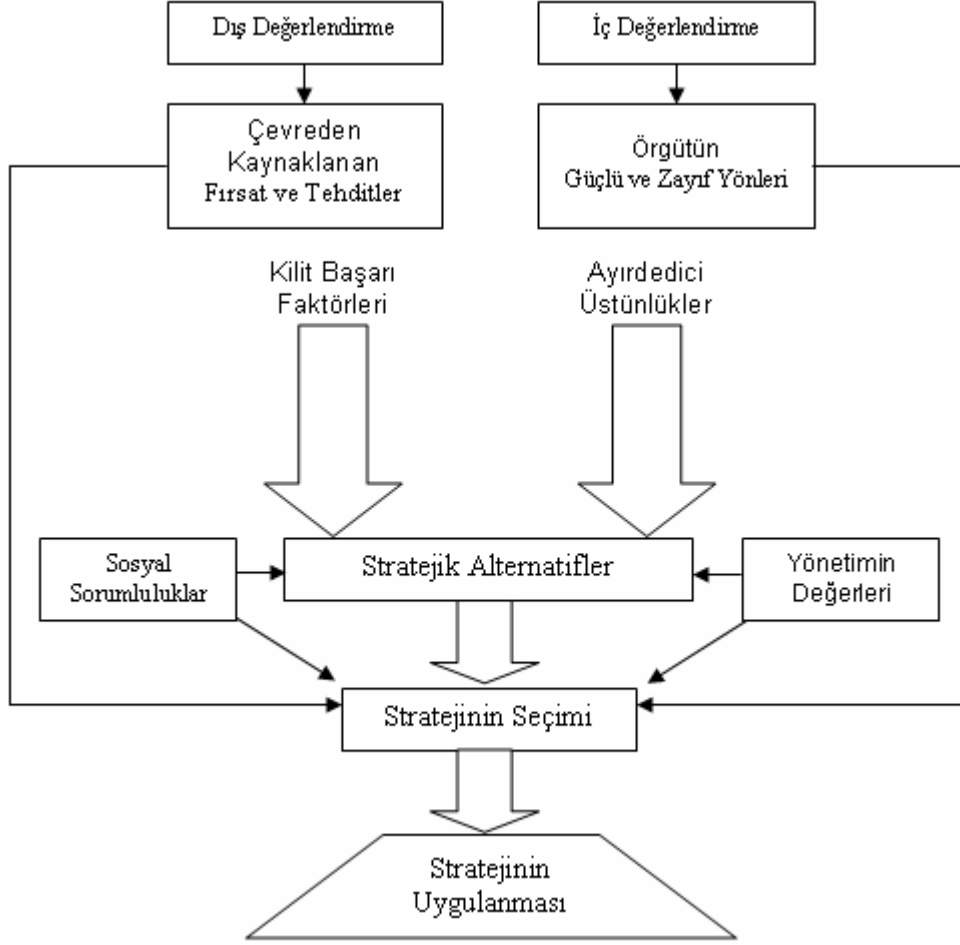 Dış Değerlendirme
İç Değerlendirme
Çevreden
Kaynaklanan
Fırsat ve Tehditler
Örgütün
Güçlü ve Zayıf Yönleri
Kilit Başarı
Faktörleri
Ayırdedici
Üstünlükler
Sosyal
Sorumluluklar
Stratejik Alternatifler
Yönetimin
Değerleri
Stratejinin Seçimi
Stratejinin
Uygulanması